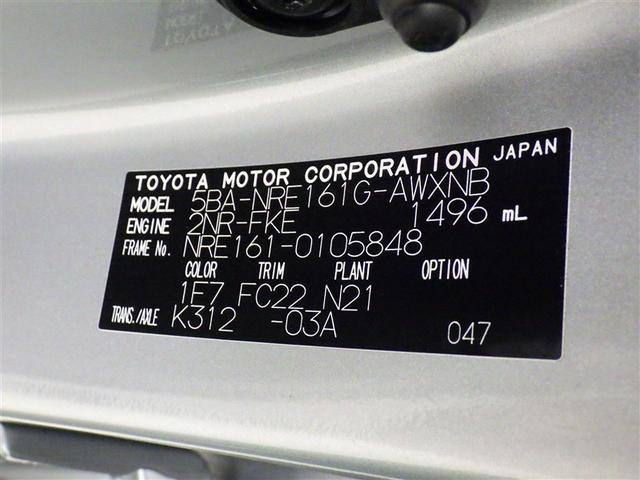 TOYOTA MOTOR CORPORATION JAPAN
MODEL 5BA-NRE161G-AWXNB
ENGINE 2NR-FKE 1496 mL
FRAME No. NRE161-0105848
COLOR TRIM PLANT OPTION
1F7 FC22 N21
TRANS./AXLE K312 -03A 047